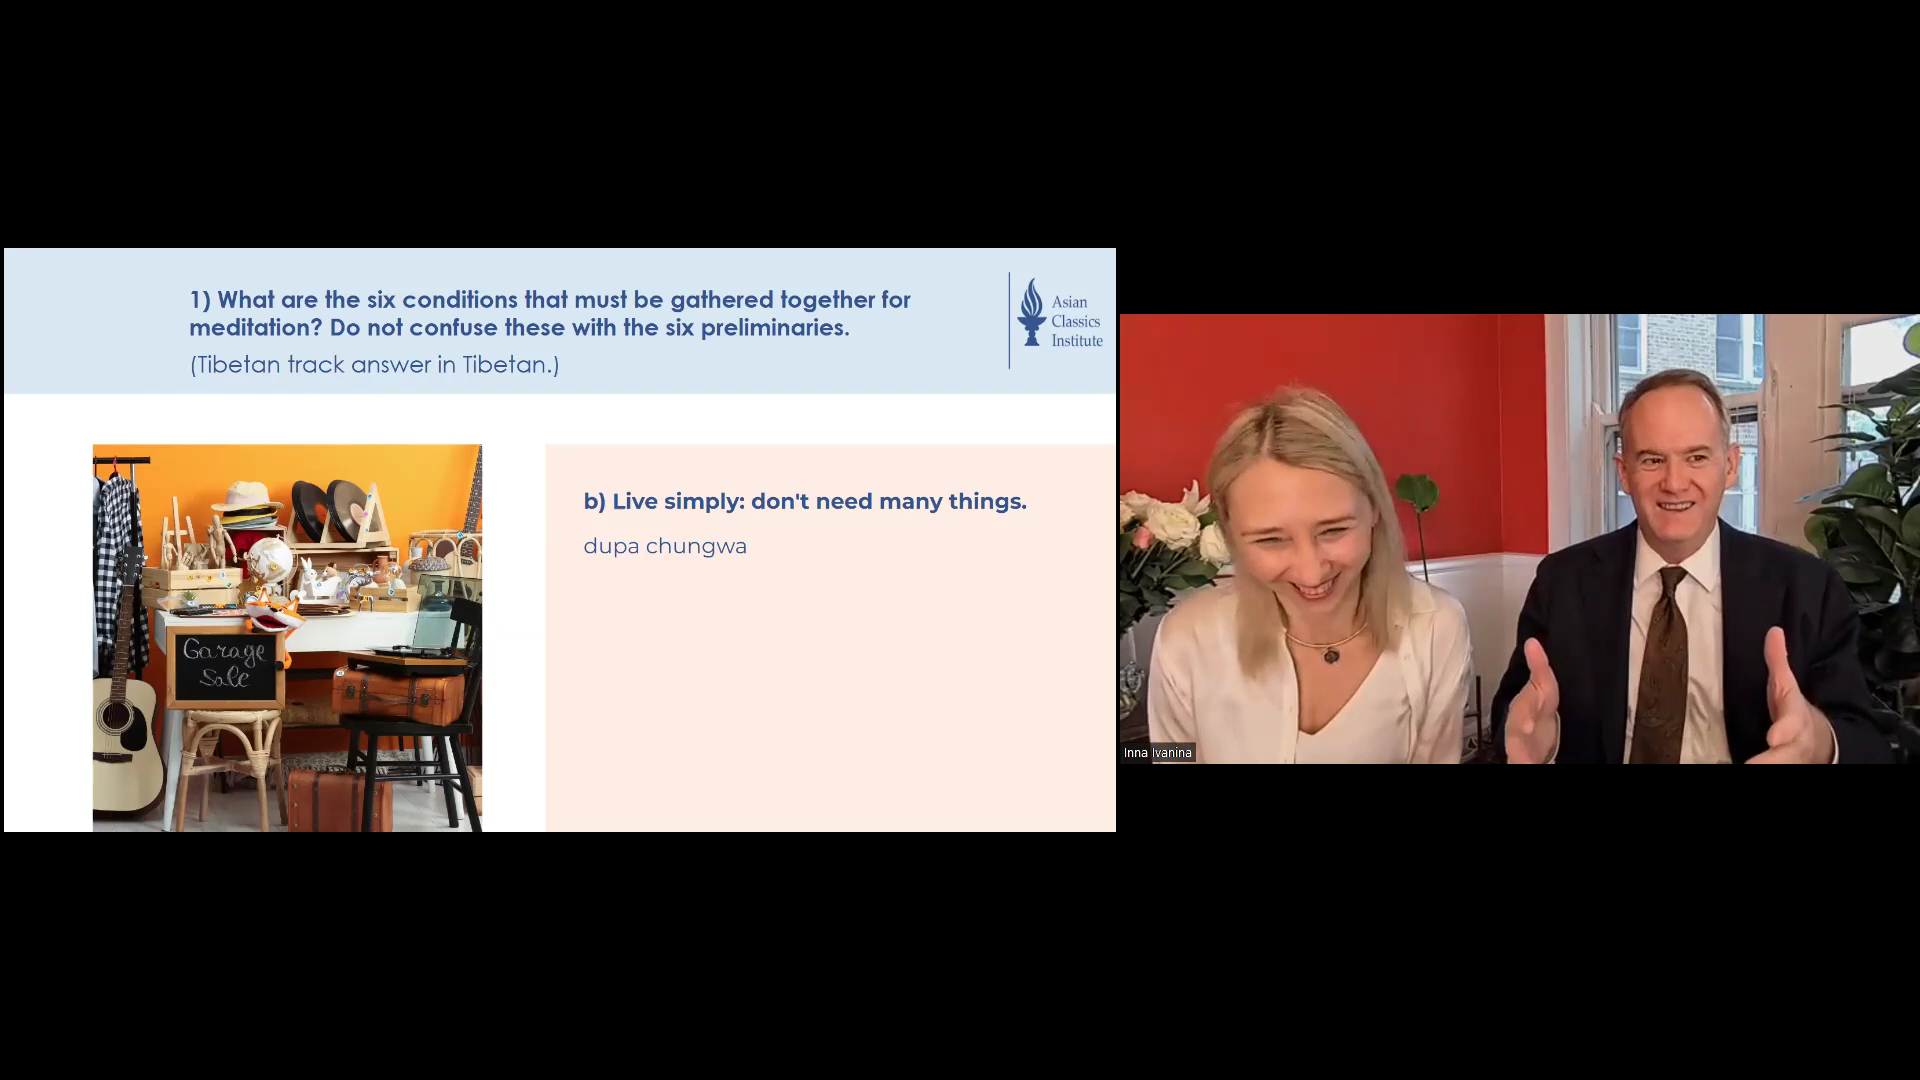 1) What are the six conditions that must be gathered together for
meditation? Do not confuse these with the six preliminaries.
(Tibetan track answer in Tibetan.)
Asian
Classics
Institute
b) Live simply: don't need many things.
dupa chungwa
Garage
Sale
Inna Ivanina